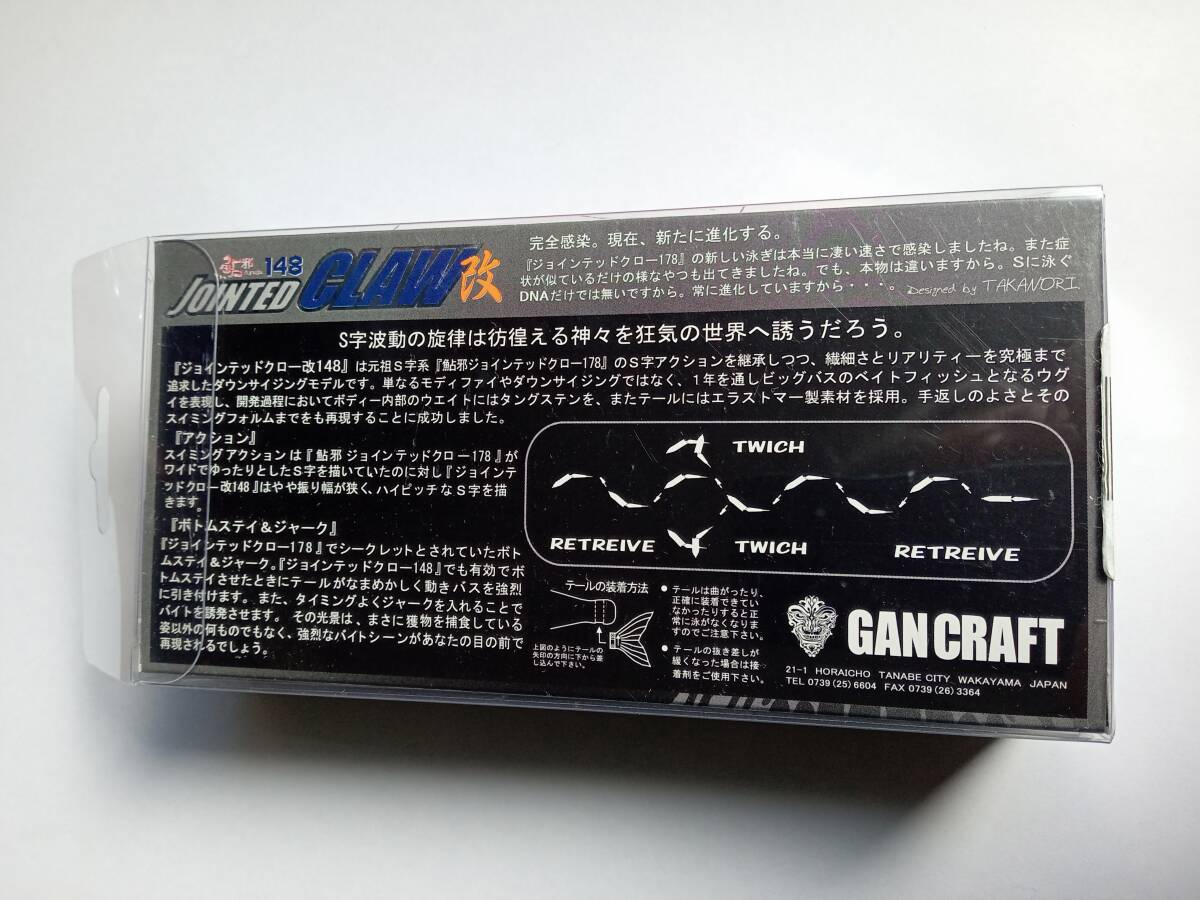 鮎邪 148
JOINTED CLAW改
完全感染。現在、新たに進化する。
『ジョインテッドクロー178』の新しい泳ぎは本当に凄い速さで感染しましたね。また症
状が似ているだけの様なやつも出てきましたね。でも、本物は違いますから。Sに泳ぐ
DNAだけでは無いですから。常に進化していますから・・・。 Designed by TAKANORI.
S字波動の旋律は彷徨える神々を狂気の世界へ誘うだろう。
『ジョインテッドクロー改148』は元祖S字系『鮎邪ジョインテッドクロー178』のS字アクションを継承しつつ、繊細さとリアリティーを究極まで
追求したダウンサイジングモデルです。単なるモディファイやダウンサイジングではなく、1年を通しビッグバスのベイトフィッシュとなるウグ
イを表現し、開発過程においてボディー内部のウエイトにはタングステンを、またテールにはエラストマー製素材を採用。手返しのよさとその
スイミングフォルムまでをも再現することに成功しました。
『アクション』
スイミングアクションは『鮎邪 ジョインテッドクロー178』が
ワイドでゆったりとしたS字を描いていたのに対し『ジョインテ
ッドクロー改148』はやや振り幅が狭く、ハイピッチなS字を描
きます。
『ボトムステイ&ジャーク』
『ジョインテッドクロー178』でシークレットとされていたボト
ムステイ&ジャーク。『ジョインテッドクロー148』でも有効でボ
トムステイさせたときにテールがなまめかしく動きバスを強烈
に引き付けます。また、タイミングよくジャークを入れることで
バイトを誘発させます。その光景は、まさに獲物を捕食している
姿以外の何ものでもなく、強烈なバイトシーンがあなたの目の前で
再現されるでしょう。
TWICH
RETREIVE
TWICH
RETREIVE
テールの装着方法
上図のようにテールの
矢印の方向に下から差
し込んで下さい。
●テールは曲がったり、
正確に装着できてい
なかったりすると正
常に泳がなくなりま
すのでご注意下さい。
●テールの抜き差しが
緩くなった場合は接
着剤をご使用下さい。
GAN CRAFT
21-1 HORAICHO TANABE CITY WAKAYAMA JAPAN
TEL 0739 (25) 6604 FAX 0739 (26) 3364